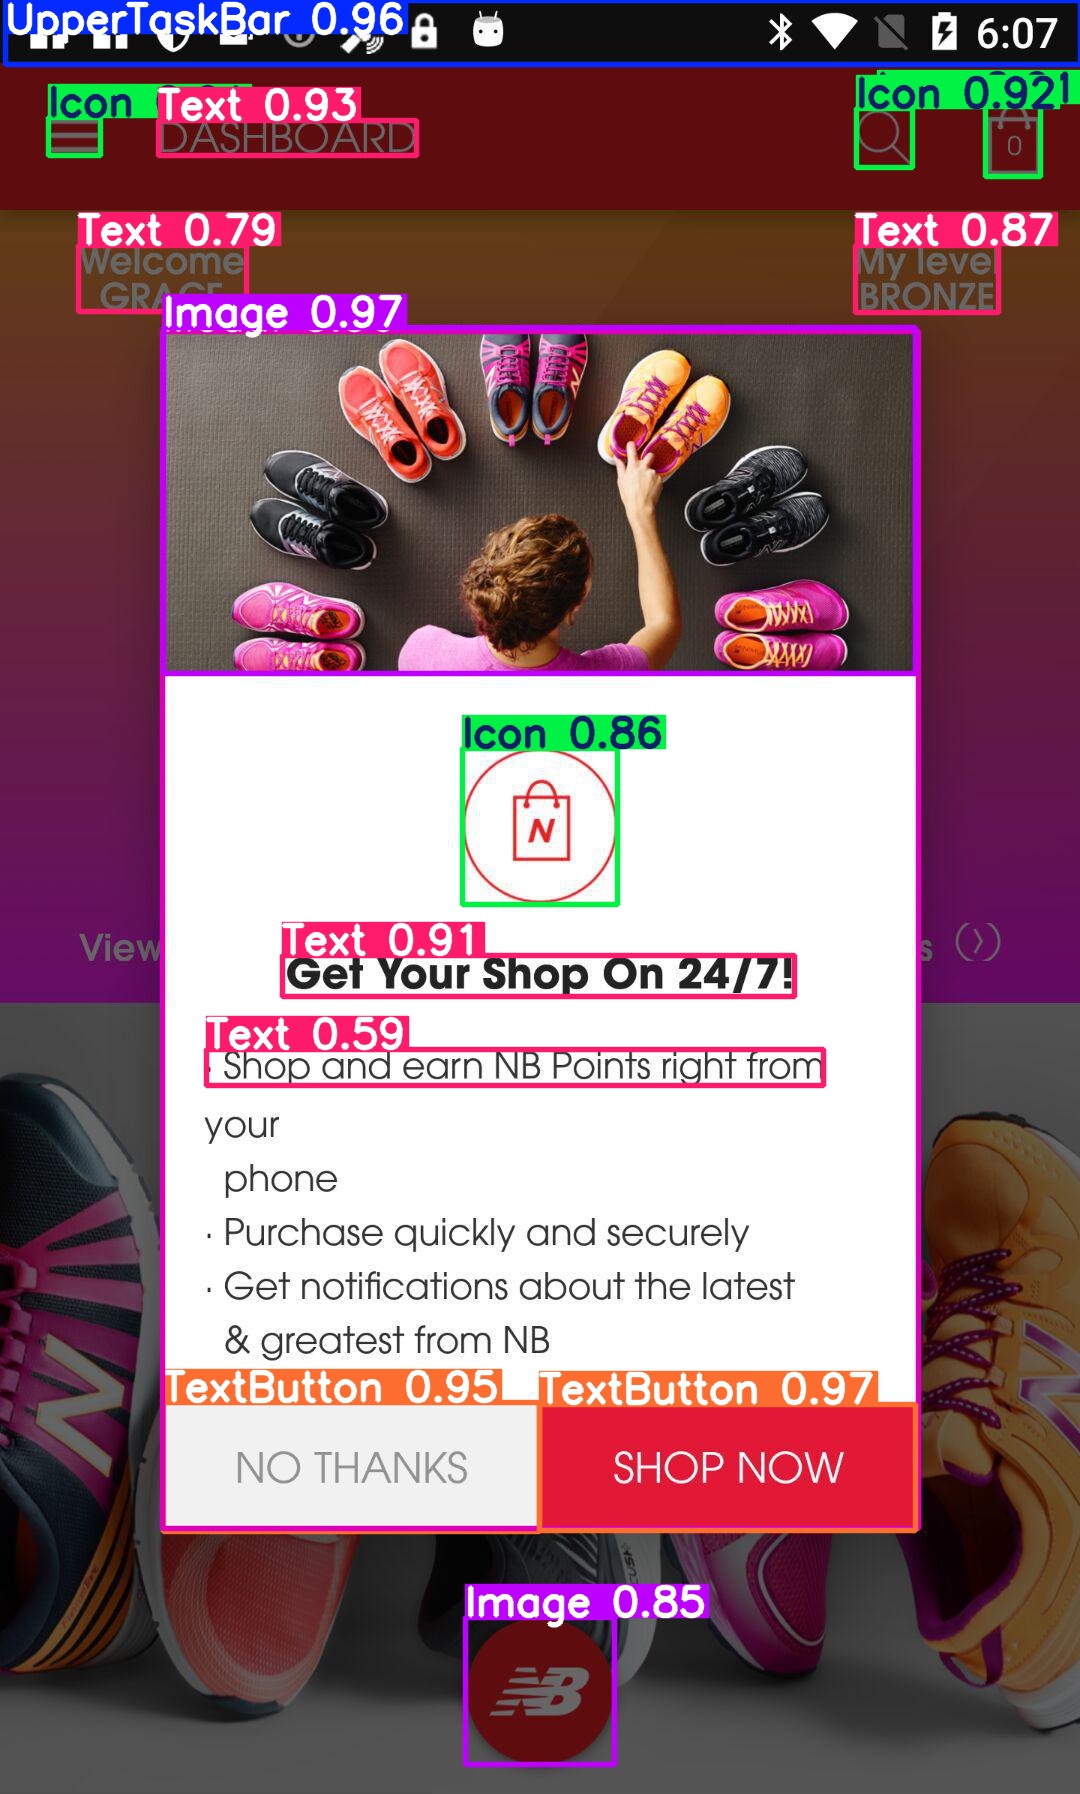 UpperTaskBar 0.96
6:07
Icon
Text 0.93
Icon 0.921
DASHBOARD
0
Text 0.79
Text 0.87
Welcome
My level
GRACE
BRONZE
Image 0.97
Icon 0.86
N
View
s
Text 0.91
Get Your Shop On 24/7!
Text 0.59
· Shop and earn NB Points right from
your
phone
· Purchase quickly and securely
· Get notifications about the latest
& greatest from NB
TextButton 0.95
TextButton 0.97
NO THANKS
SHOP NOW
Image 0.85
NB